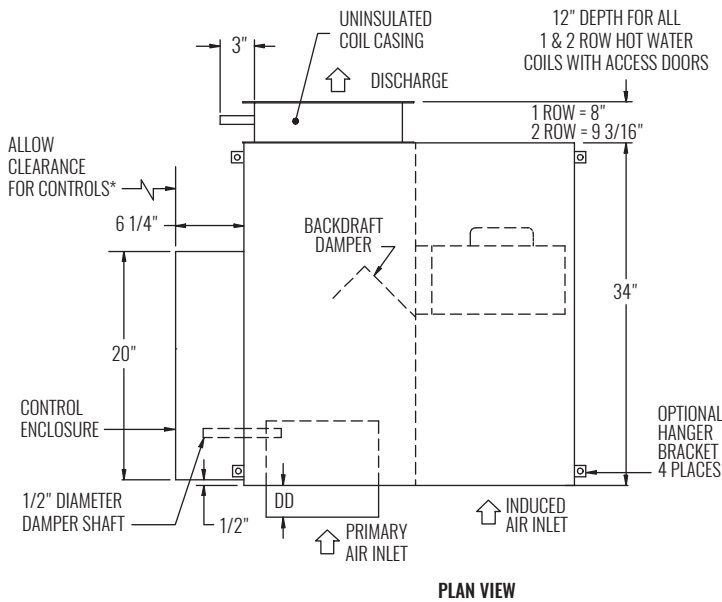 3"
UNINSULATED
COIL CASING
12" DEPTH FOR ALL
1 & 2 ROW HOT WATER
COILS WITH ACCESS DOORS
DISCHARGE
1 ROW = 8"
2 ROW = 9 3/16"
ALLOW
CLEARANCE
FOR CONTROLS*
6 1/4"
BACKDRAFT
DAMPER
34"
20"
CONTROL
ENCLOSURE
OPTIONAL
HANGER
BRACKET
4 PLACES
1/2" DIAMETER
DAMPER SHAFT
1/2"
DD
PRIMARY
AIR INLET
INDUCED
AIR INLET
PLAN VIEW